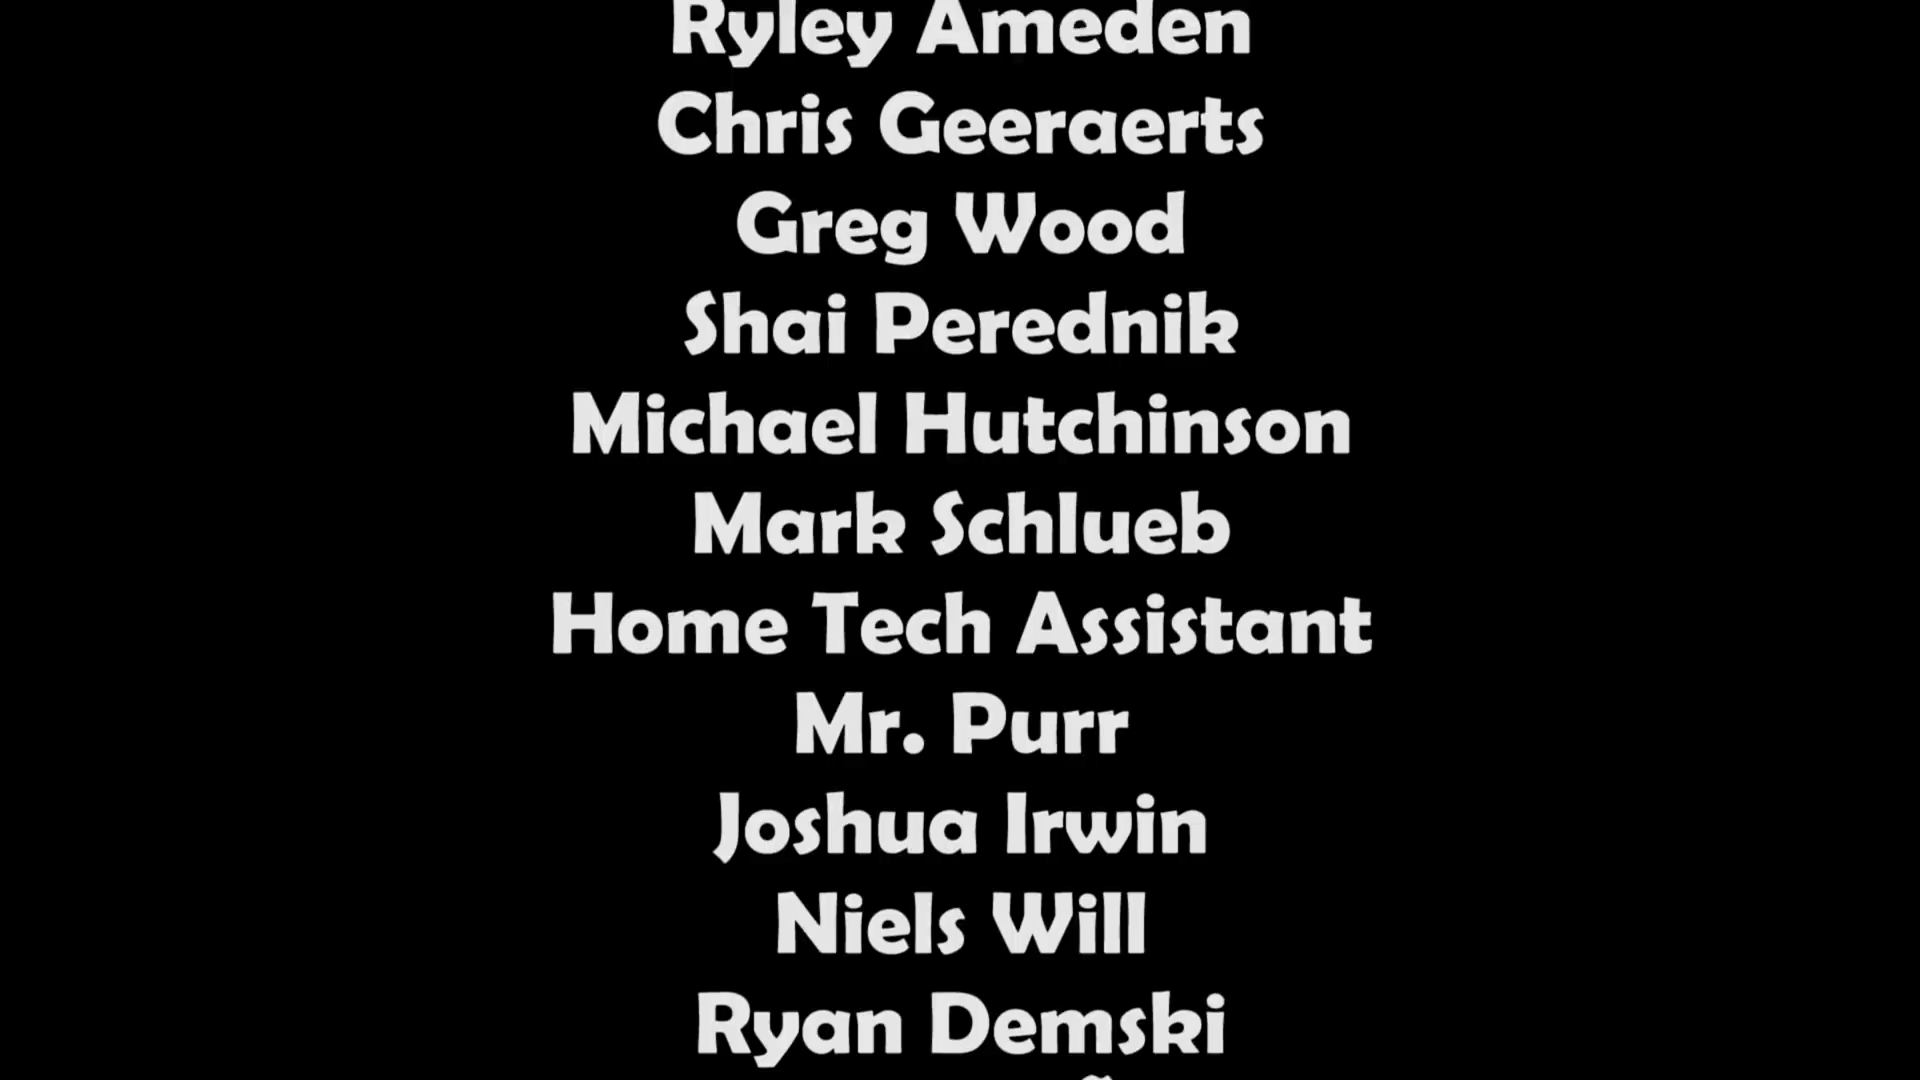 Ryley Ameden
Chris Geeraerts
Greg Wood
Shai Perednik
Michael Hutchinson
Mark Schlueb
Home Tech Assistant
Mr. Purr
Joshua Irwin
Niels Will
Ryan Demski